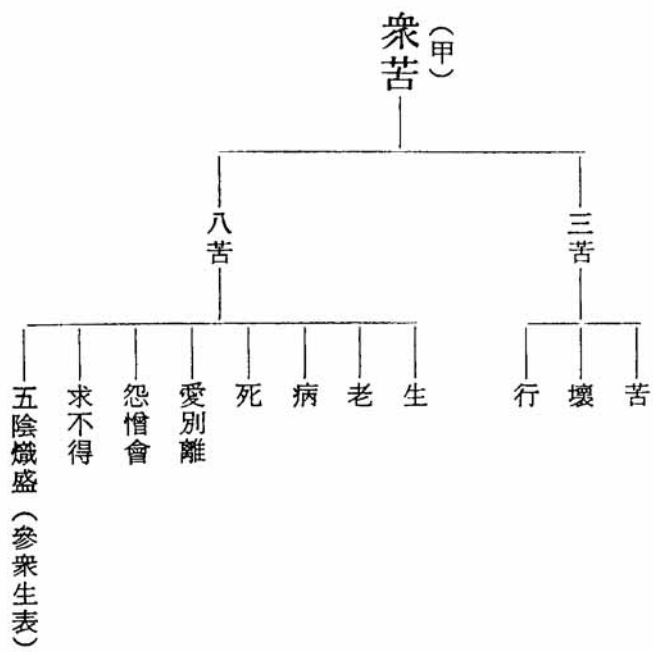 (甲)
衆苦
三苦
苦
壞
行
八苦
生
老
病
死
愛別離
怨憎會
求不得
五陰熾盛(參衆生表)